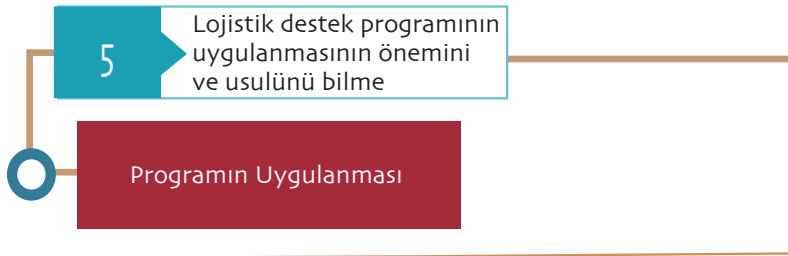 5
Lojistik destek programının
uygulanmasının önemini
ve usulünü bilme
Programın Uygulanması